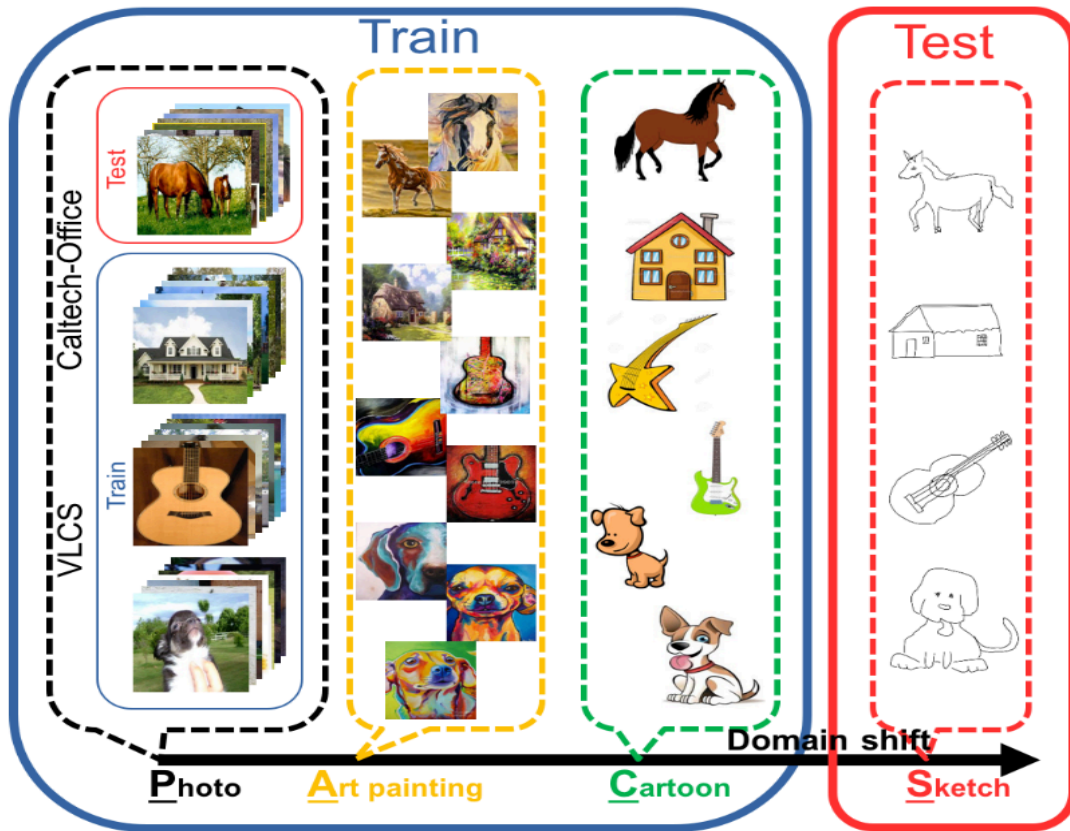 Train
Test
Caltech-Office
VLCS
Test
Train
Domain shift
Photo
Art painting
Cartoon
Sketch